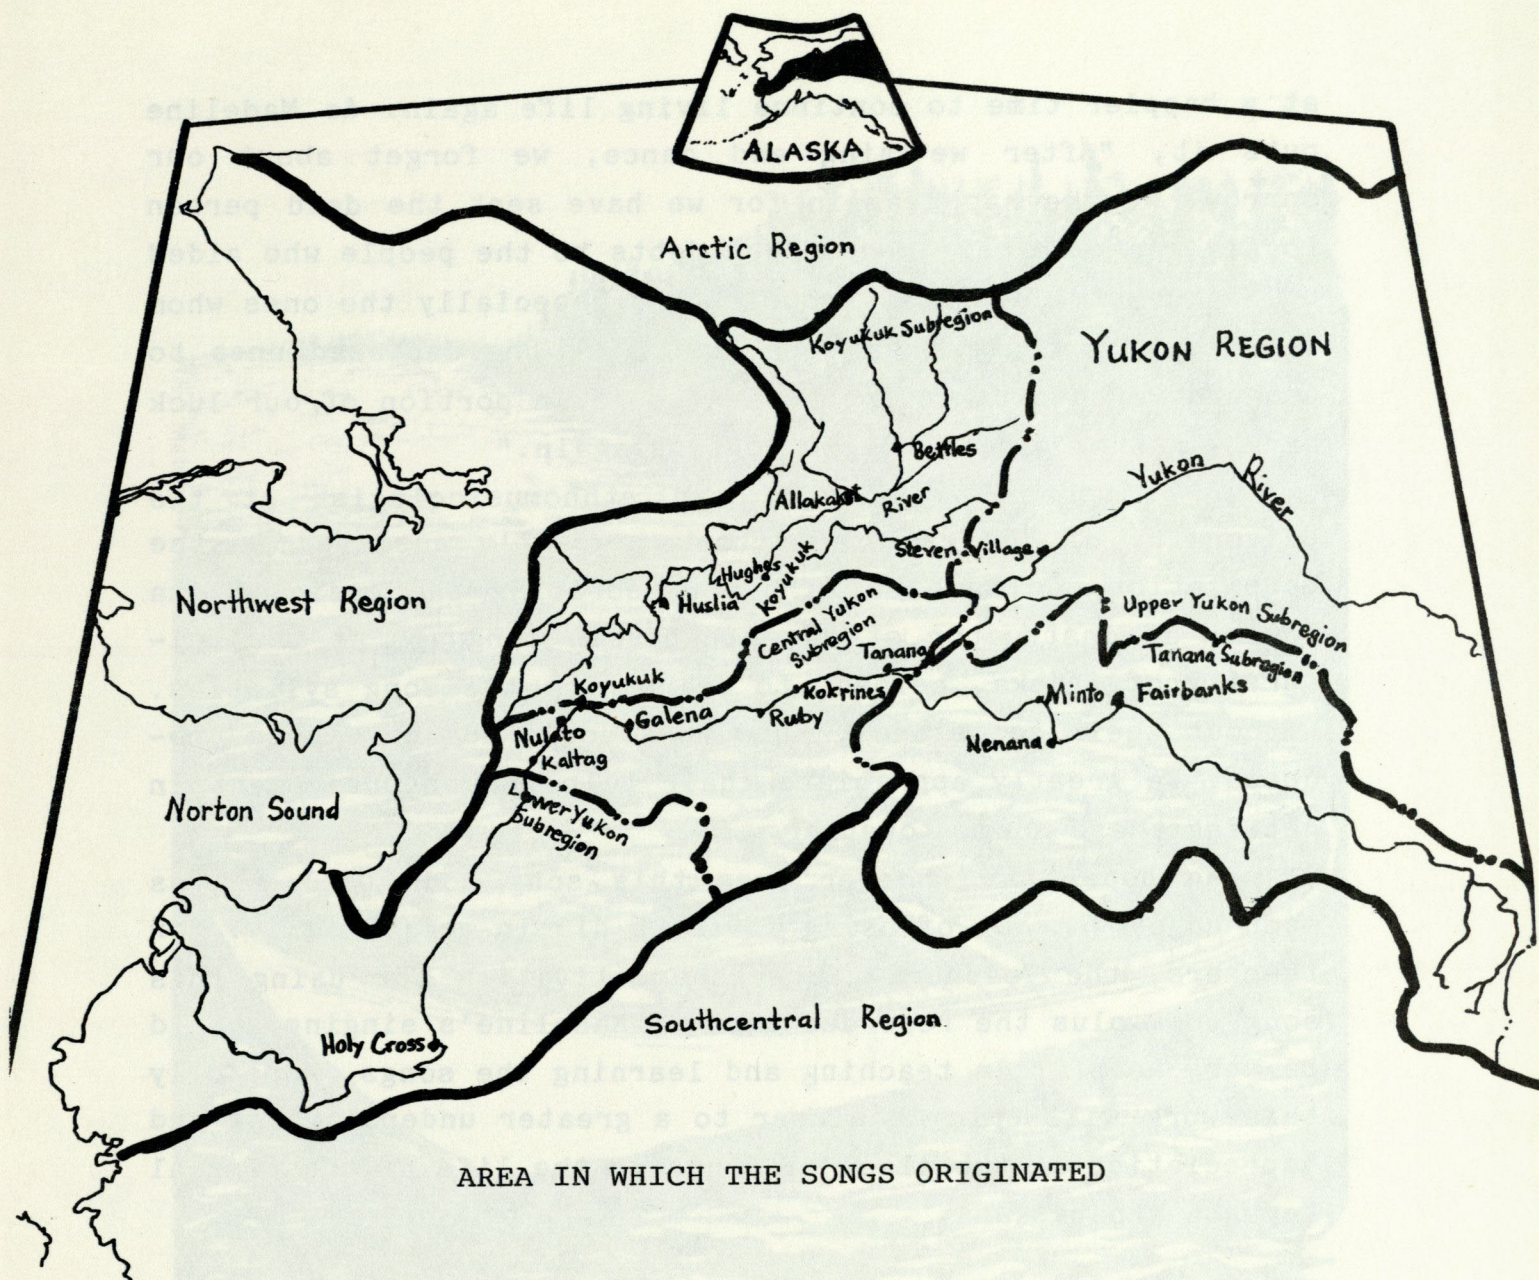 ALASKA
Arctic Region
Koyukuk Subregion
YUKON REGION
Bettles
Yukon
River
Allakaket
River
Steven Village
Hughes
Koyukuk
Huslia
Northwest Region
Central Yukon
Subregion
Upper Yukon Subregion
Tanana
Tanana Subregion
Koyukuk
Kokrines
Minto
Fairbanks
Galena
Ruby
Nulato
Nenana
Kaltag
Norton Sound
Lower Yukon
Subregion
Southcentral Region
Holy Cross
AREA IN WHICH THE SONGS ORIGINATED